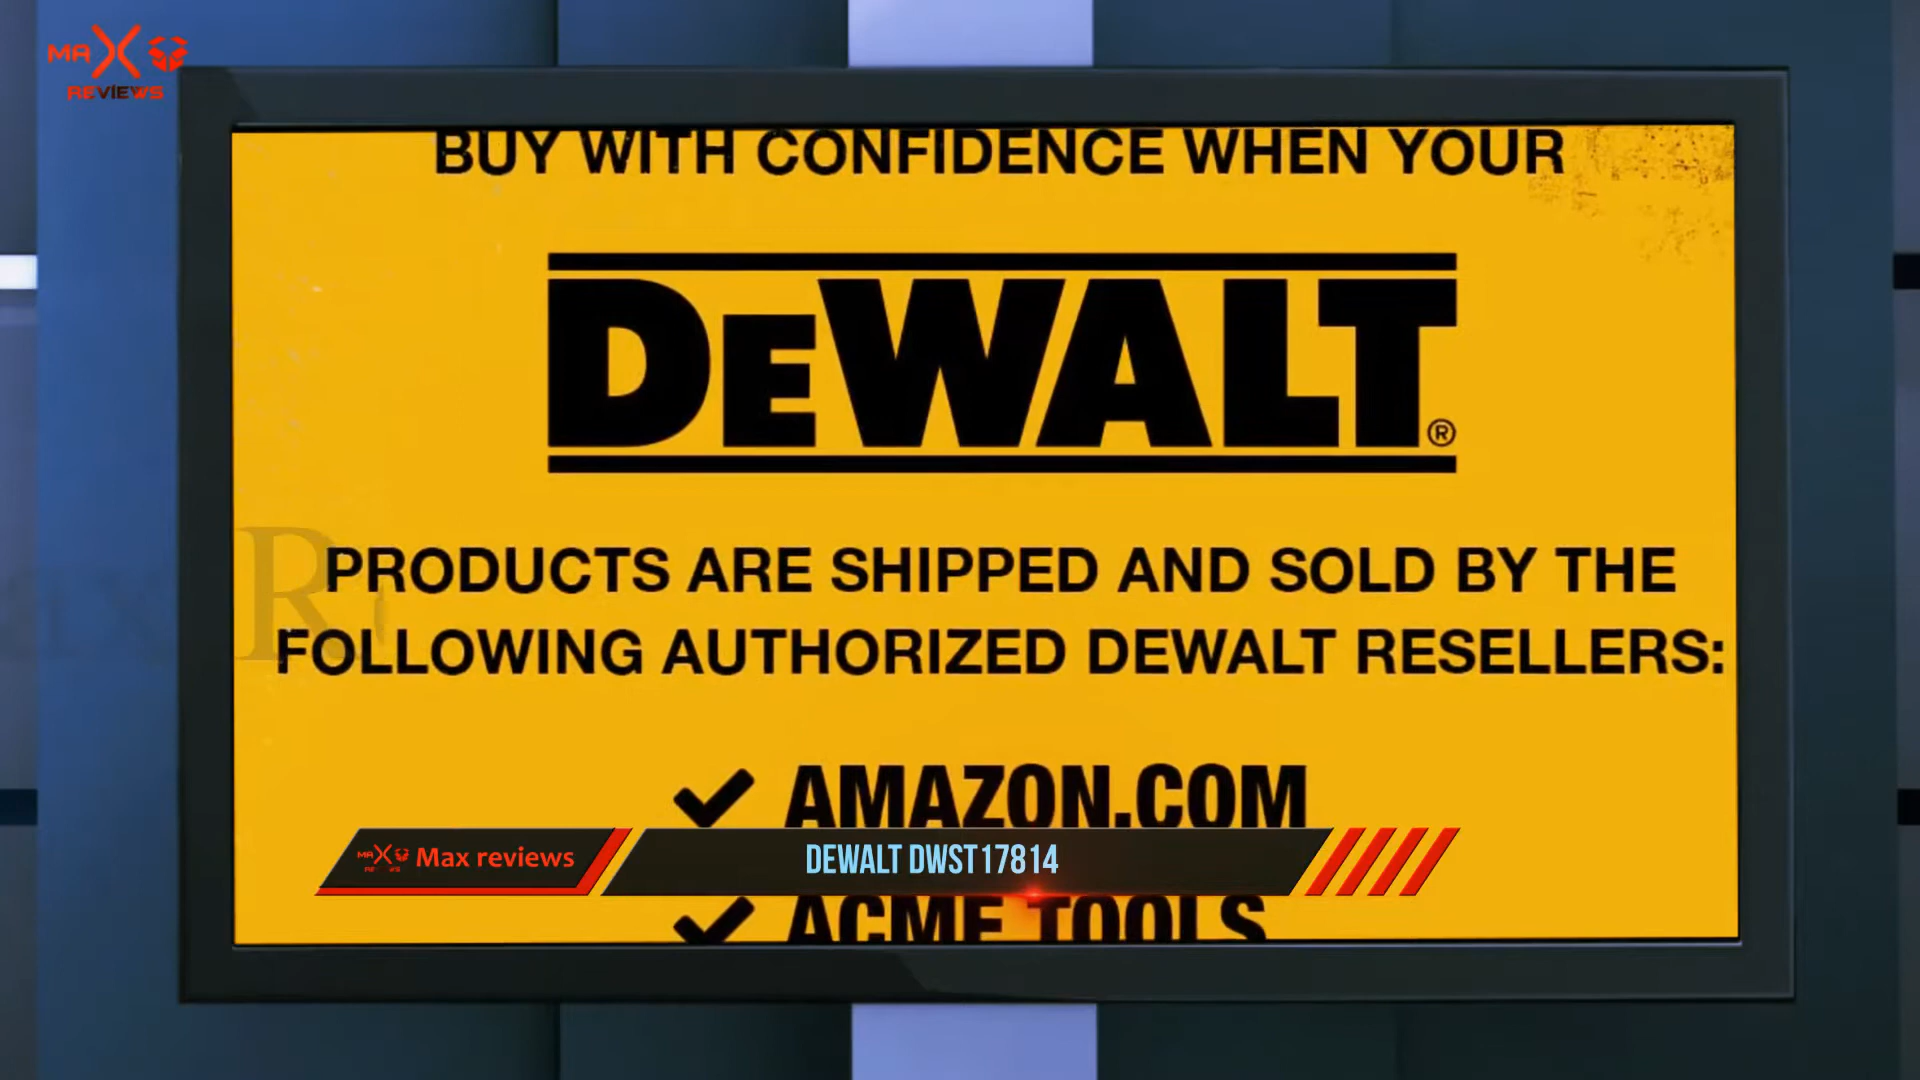 MAX
REVIEWS
BUY WITH CONFIDENCE WHEN YOUR
DEWALT®
PRODUCTS ARE SHIPPED AND SOLD BY THE
FOLLOWING AUTHORIZED DEWALT RESELLERS:
✓ AMAZON.COM
Max reviews
DEWALT DWST17814
✓ ACME TOOLS